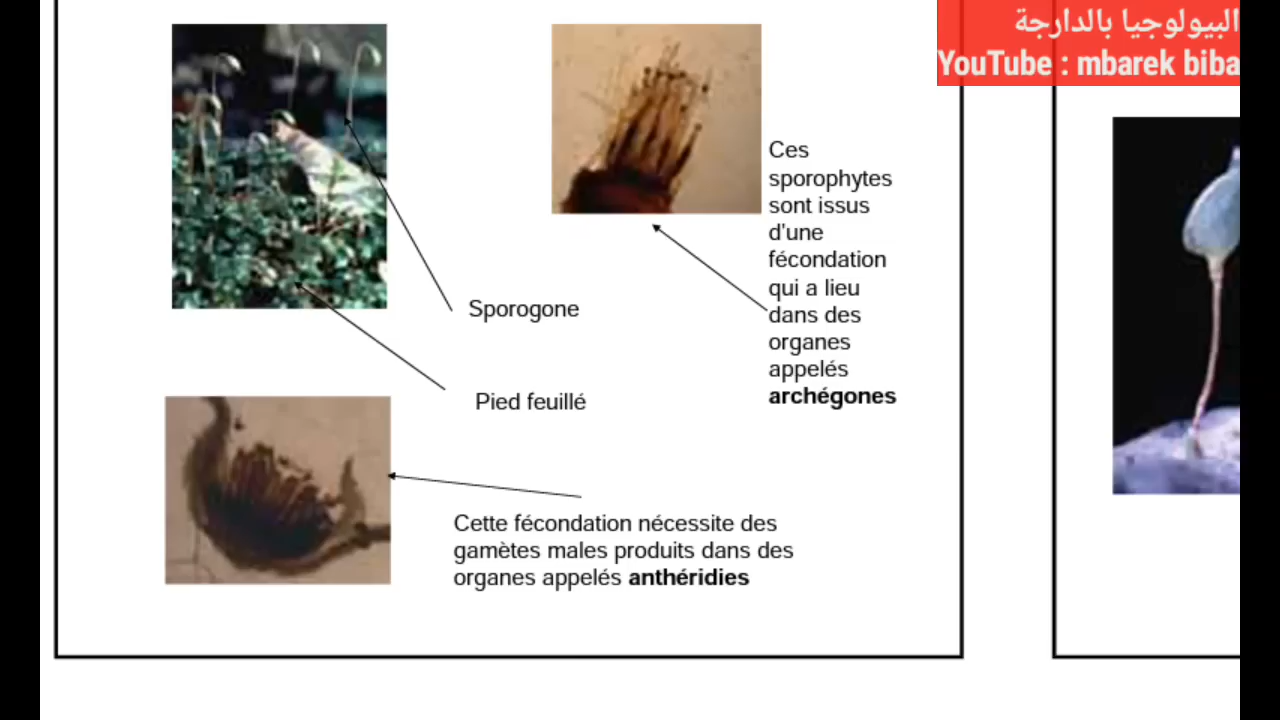 البيولوجيا بالدارجة
YouTube : mbarek biba
Ces
sporophytes
sont issus
d'une
fécondation
qui a lieu
dans des
organes
appelés
archégones
Sporogone
Pied feuillé
Cette fécondation nécessite des
gamètes males produits dans des
organes appelés anthéridies